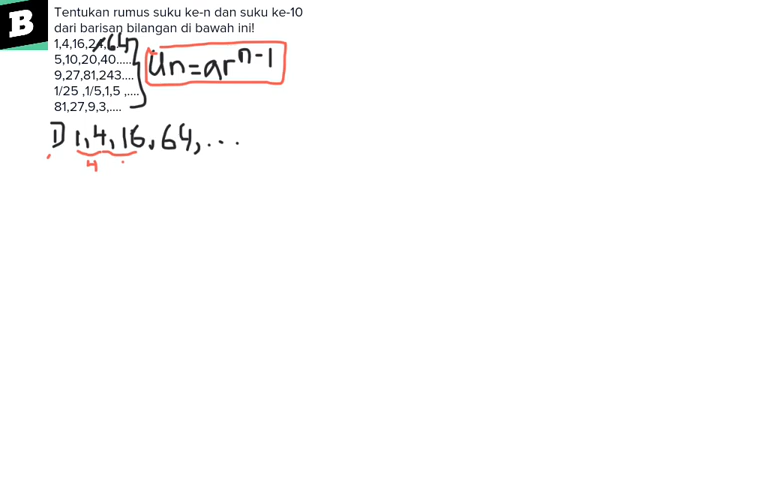 B
Tentukan rumus suku ke-n dan suku ke-10
dari barisan bilangan di bawah ini!
1,4,16,24, 64
5,10,20,40.....
9,27,81,243....
1/25 ,1/5,1,5 ,....
81,27,9,3,....
Un=ar^n-1
1) 1,4,16,64,...
4